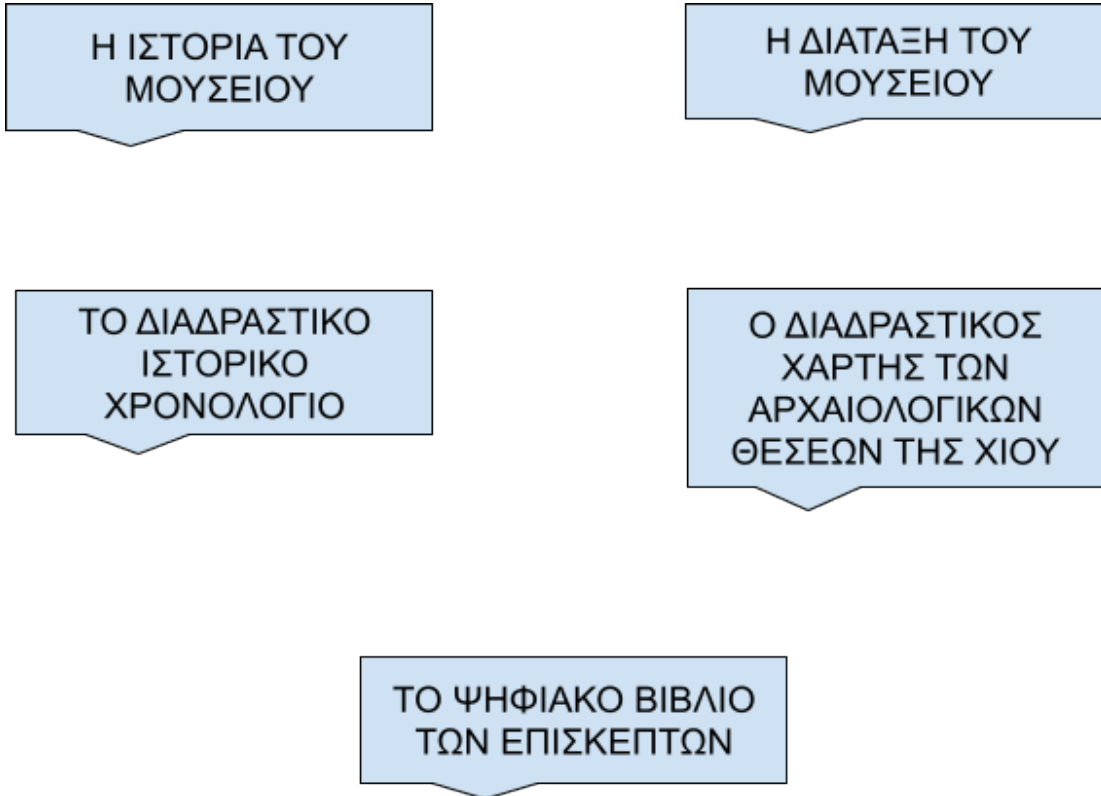 Η ΙΣΤΟΡΙΑ ΤΟΥ
ΜΟΥΣΕΙΟΥ
Η ΔΙΑΤΑΞΗ ΤΟΥ
ΜΟΥΣΕΙΟΥ
ΤΟ ΔΙΑΔΡΑΣΤΙΚΟ
ΙΣΤΟΡΙΚΟ
ΧΡΟΝΟΛΟΓΙΟ
Ο ΔΙΑΔΡΑΣΤΙΚΟΣ
ΧΑΡΤΗΣ ΤΩΝ
ΑΡΧΑΙΟΛΟΓΙΚΩΝ
ΘΕΣΕΩΝ ΤΗΣ ΧΙΟΥ
ΤΟ ΨΗΦΙΑΚΟ ΒΙΒΛΙΟ
ΤΩΝ ΕΠΙΣΚΕΠΤΩΝ